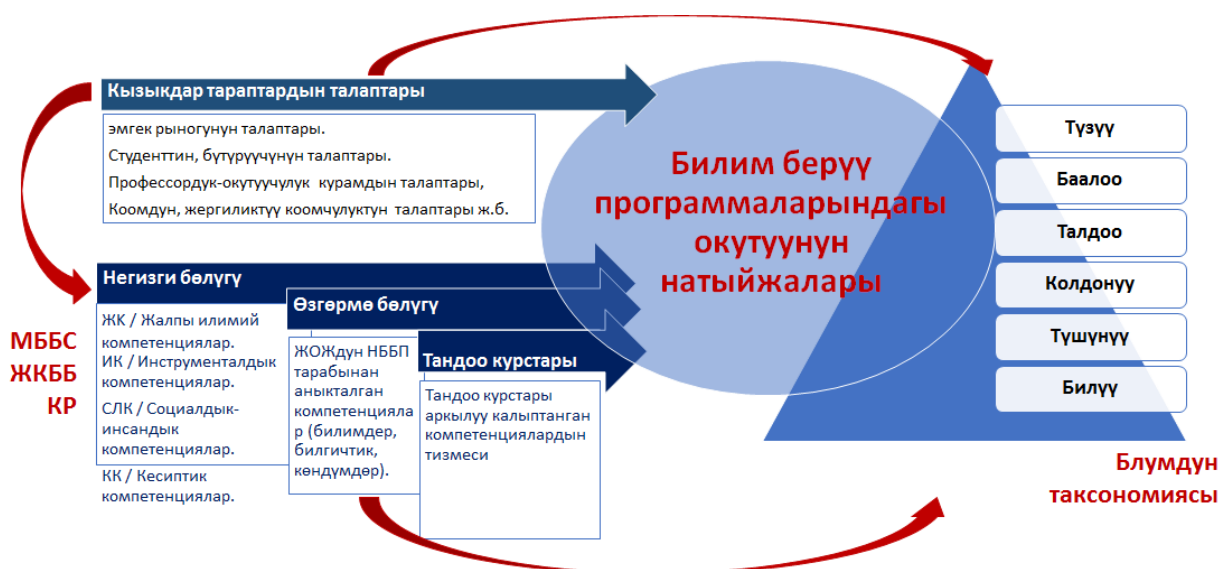 Кызыкдар тараптардын талаптары
эмгек рыногунун талаптары.
Студенттин, бүтүрүүчүнүн талаптары.
Профессордук-окутуучулук курамдын талаптары,
Коомдун, жергиликтүү коомчулуктун талаптары ж.б.
Негизги бөлүгү
ЖК / Жалпы илимий
компетенциялар.
ИК / Инструменталдык
компетенциялар.
СЛК / Социалдык-
инсандык
компетенциялар.
КК / Кесиптик
компетенциялар.
Өзгөрмө бөлүгү
ЖОЖдун НББП
тарабынан
аныкталган
компетенцияла
р (билимдер,
билгичтик,
көндүмдөр).
Тандоо курстары
Тандоо курстары
аркылуу калыптанган
компетенциялардын
тизмеси
МББС
ЖКББ
КР
Билим берүү
программаларындагы
окутуунун
натыйжалары
Түзүү
Баалоо
Талдоо
Колдонуу
Түшүнүү
Билүү
Блумдун
таксономиясы